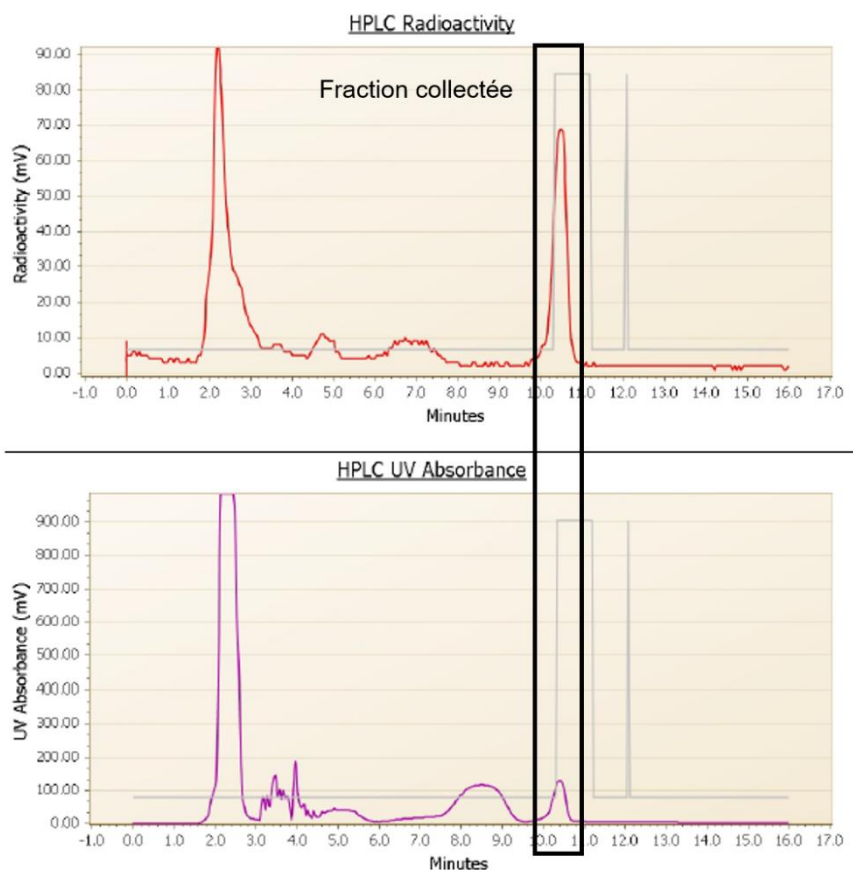 HPLC Radioactivity
Fraction collectée
Radioactivity (mV)
90.00
80.00
70.00
60.00
50.00
40.00
30.00
20.00
10.00
0.00
-1.0 0.0 1.0 2.0 3.0 4.0 5.0 6.0 7.0 8.0 9.0 10.0 11.0 12.0 13.0 14.0 15.0 16.0 17.0
Minutes
HPLC UV Absorbance
UV Absorbance (mV)
900.00
800.00
700.00
600.00
500.00
400.00
300.00
200.00
100.00
0.00
-1.0 0.0 1.0 2.0 3.0 4.0 5.0 6.0 7.0 8.0 9.0 10.0 11.0 12.0 13.0 14.0 15.0 16.0 17.0
Minutes